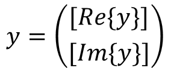 y = ([Re{y}]
[Im{y}])